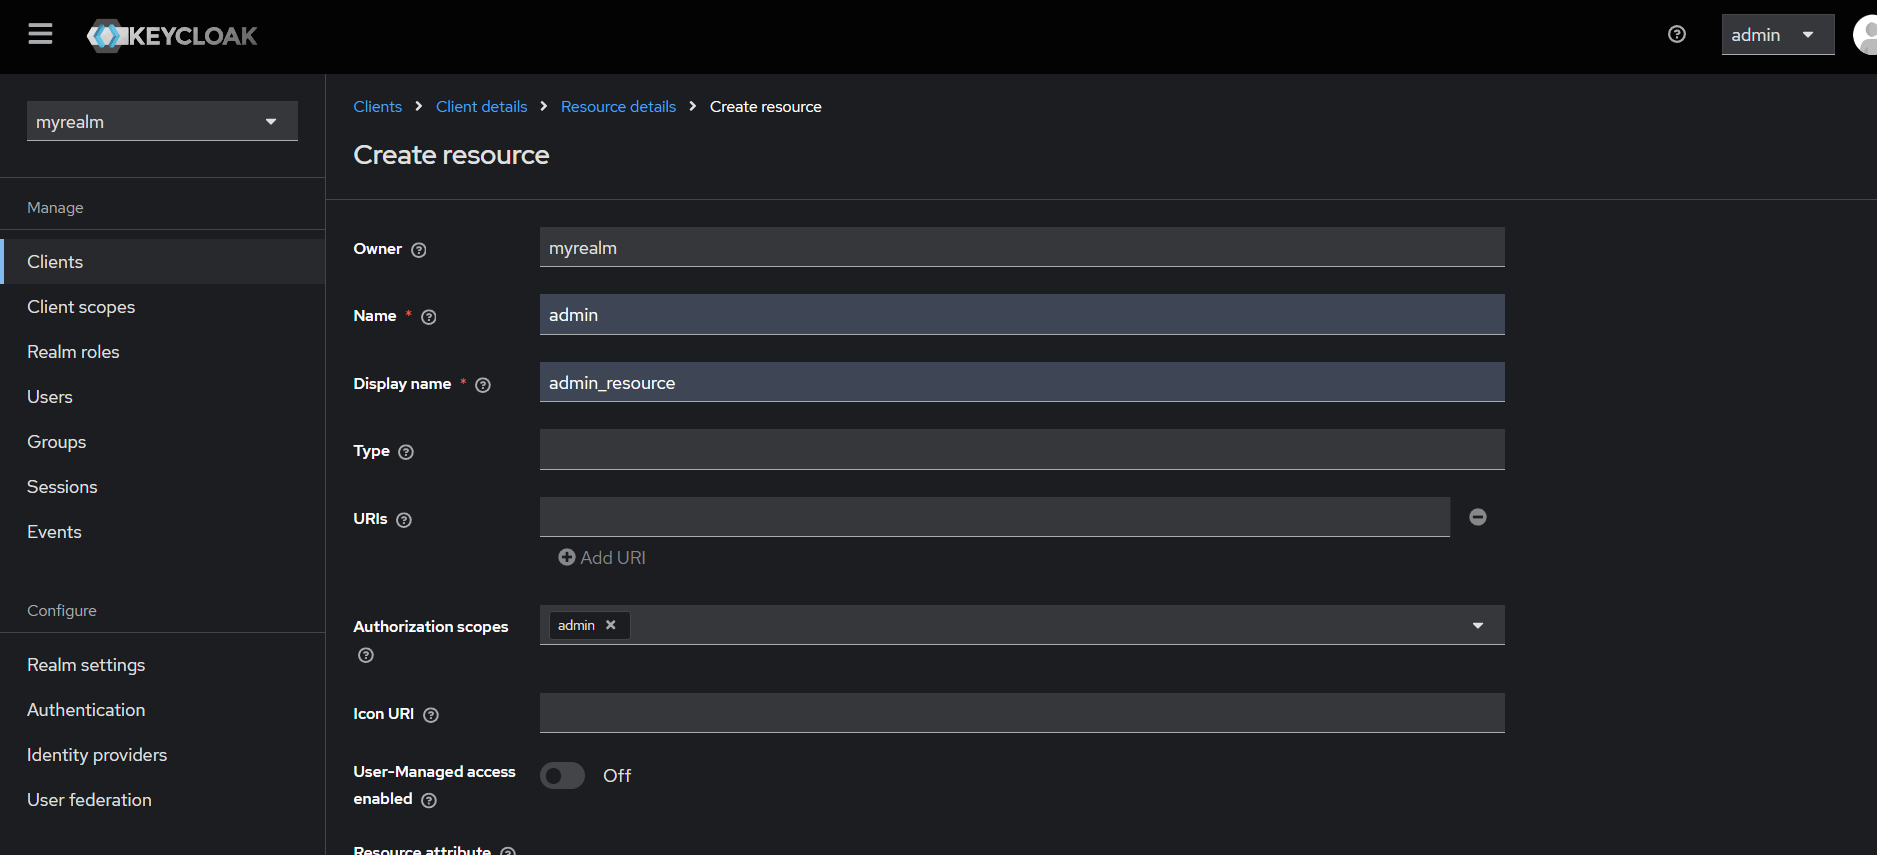 KEYCLOAK
admin
myrealm
Manage
Clients
Client scopes
Realm roles
Users
Groups
Sessions
Events
Configure
Realm settings
Authentication
Identity providers
User federation
Clients > Client details > Resource details > Create resource
Create resource
Owner myrealm
Name * admin
Display name * admin_resource
Type
URIs
Add URI
Authorization scopes admin
Icon URI
User-Managed access
enabled Off
Resource attribute